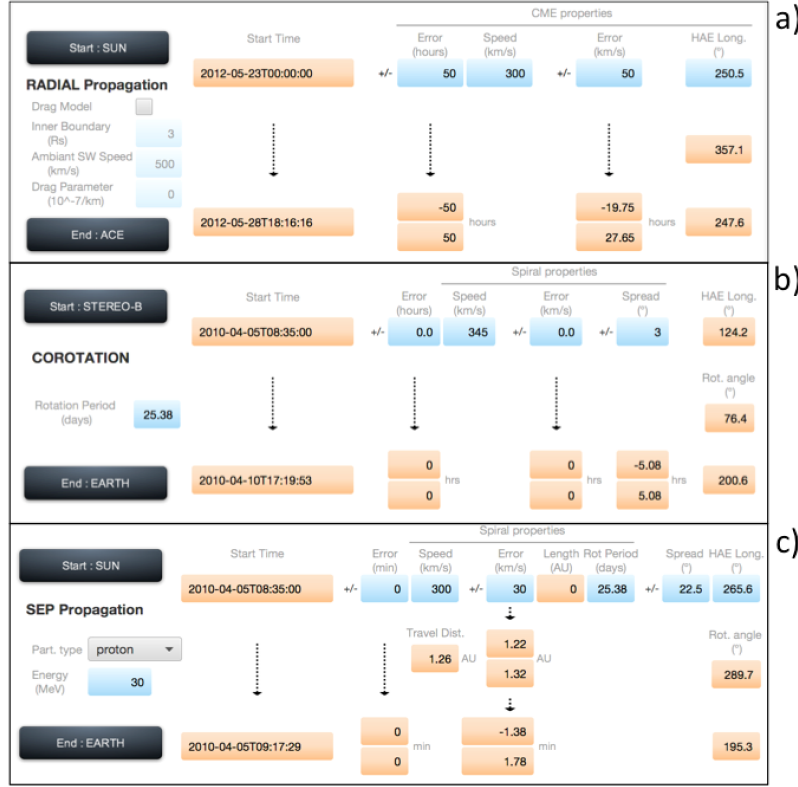 a)
CME properties
Start : SUN
Start Time
Error (hours)
Speed (km/s)
Error (km/s)
HAE Long. (°)
2012-05-23T00:00:00 +/- 50 300 +/- 50 250.5
RADIAL Propagation
Drag Model
Inner Boundary (Rs) 3
357.1
Ambiant SW Speed (km/s) 500
Drag Parameter (10^-7/km) 0
End : ACE
2012-05-28T18:16:16
-50
50
hours
-19.75
27.65
hours
247.6
b)
Spiral properties
Start : STEREO-B
Start Time
Error (hours)
Speed (km/s)
Error (km/s)
Spread (°)
HAE Long. (°)
2010-04-05T08:35:00 +/- 0.0 345 +/- 0.0 +/- 3 124.2
COROTATION
Rot. angle (°)
76.4
Rotation Period (days) 25.38
End : EARTH
2010-04-10T17:19:53
0
0
hrs
0
0
hrs
-5.08
5.08
hrs
200.6
c)
Spiral properties
Start : SUN
Start Time
Error (min)
Speed (km/s)
Error (km/s)
Length (AU)
Rot Period (days)
Spread (°)
HAE Long. (°)
2010-04-05T08:35:00 +/- 0 300 +/- 30 0 25.38 +/- 22.5 265.6
SEP Propagation
Part. type proton
Energy (MeV) 30
Travel Dist.
1.26 AU
1.22
1.32
AU
Rot. angle (°)
289.7
End : EARTH
2010-04-05T09:17:29
0
0
min
-1.38
1.78
min
195.3